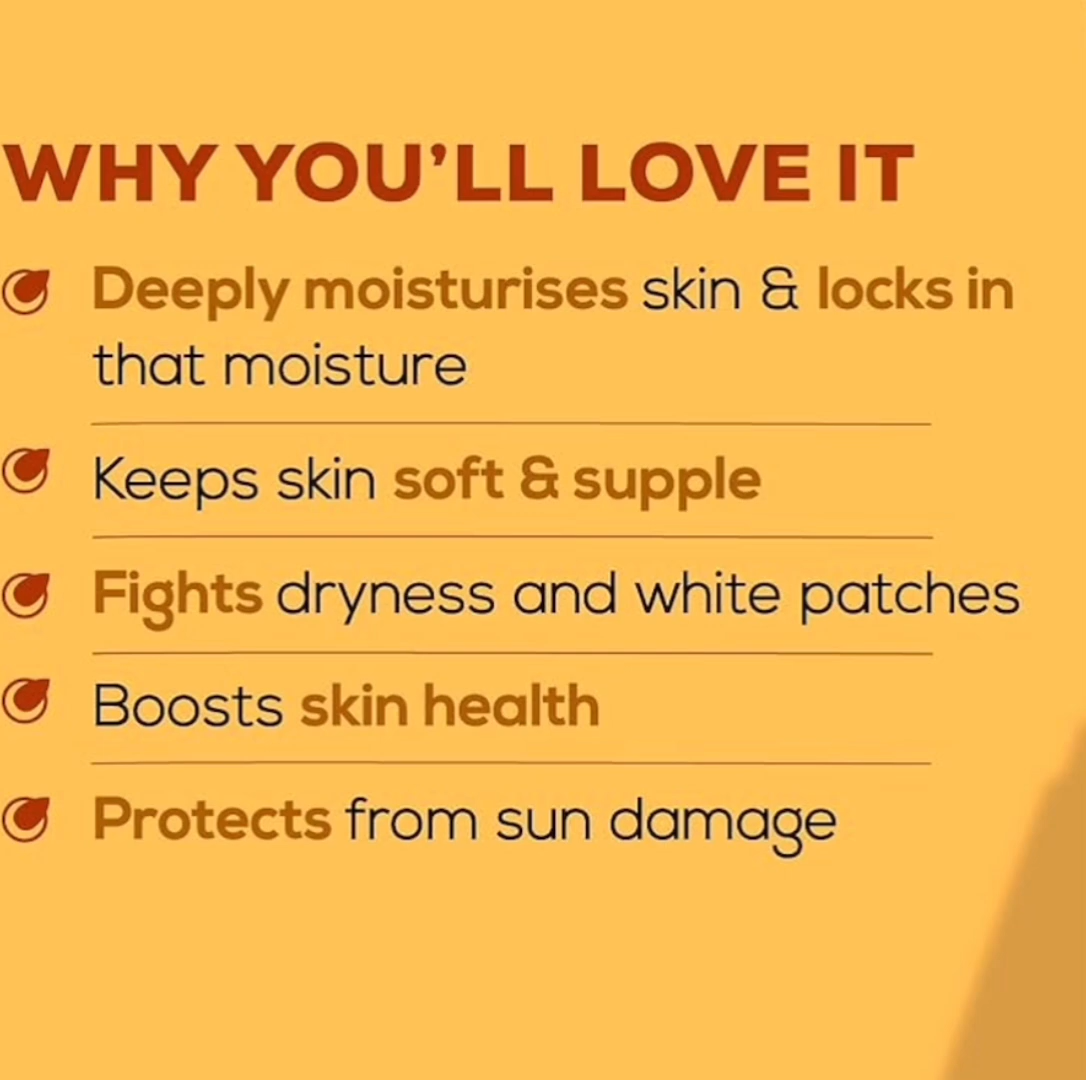 WHY YOU'LL LOVE IT
Deeply moisturises skin & locks in
that moisture
Keeps skin soft & supple
Fights dryness and white patches
Boosts skin health
Protects from sun damage